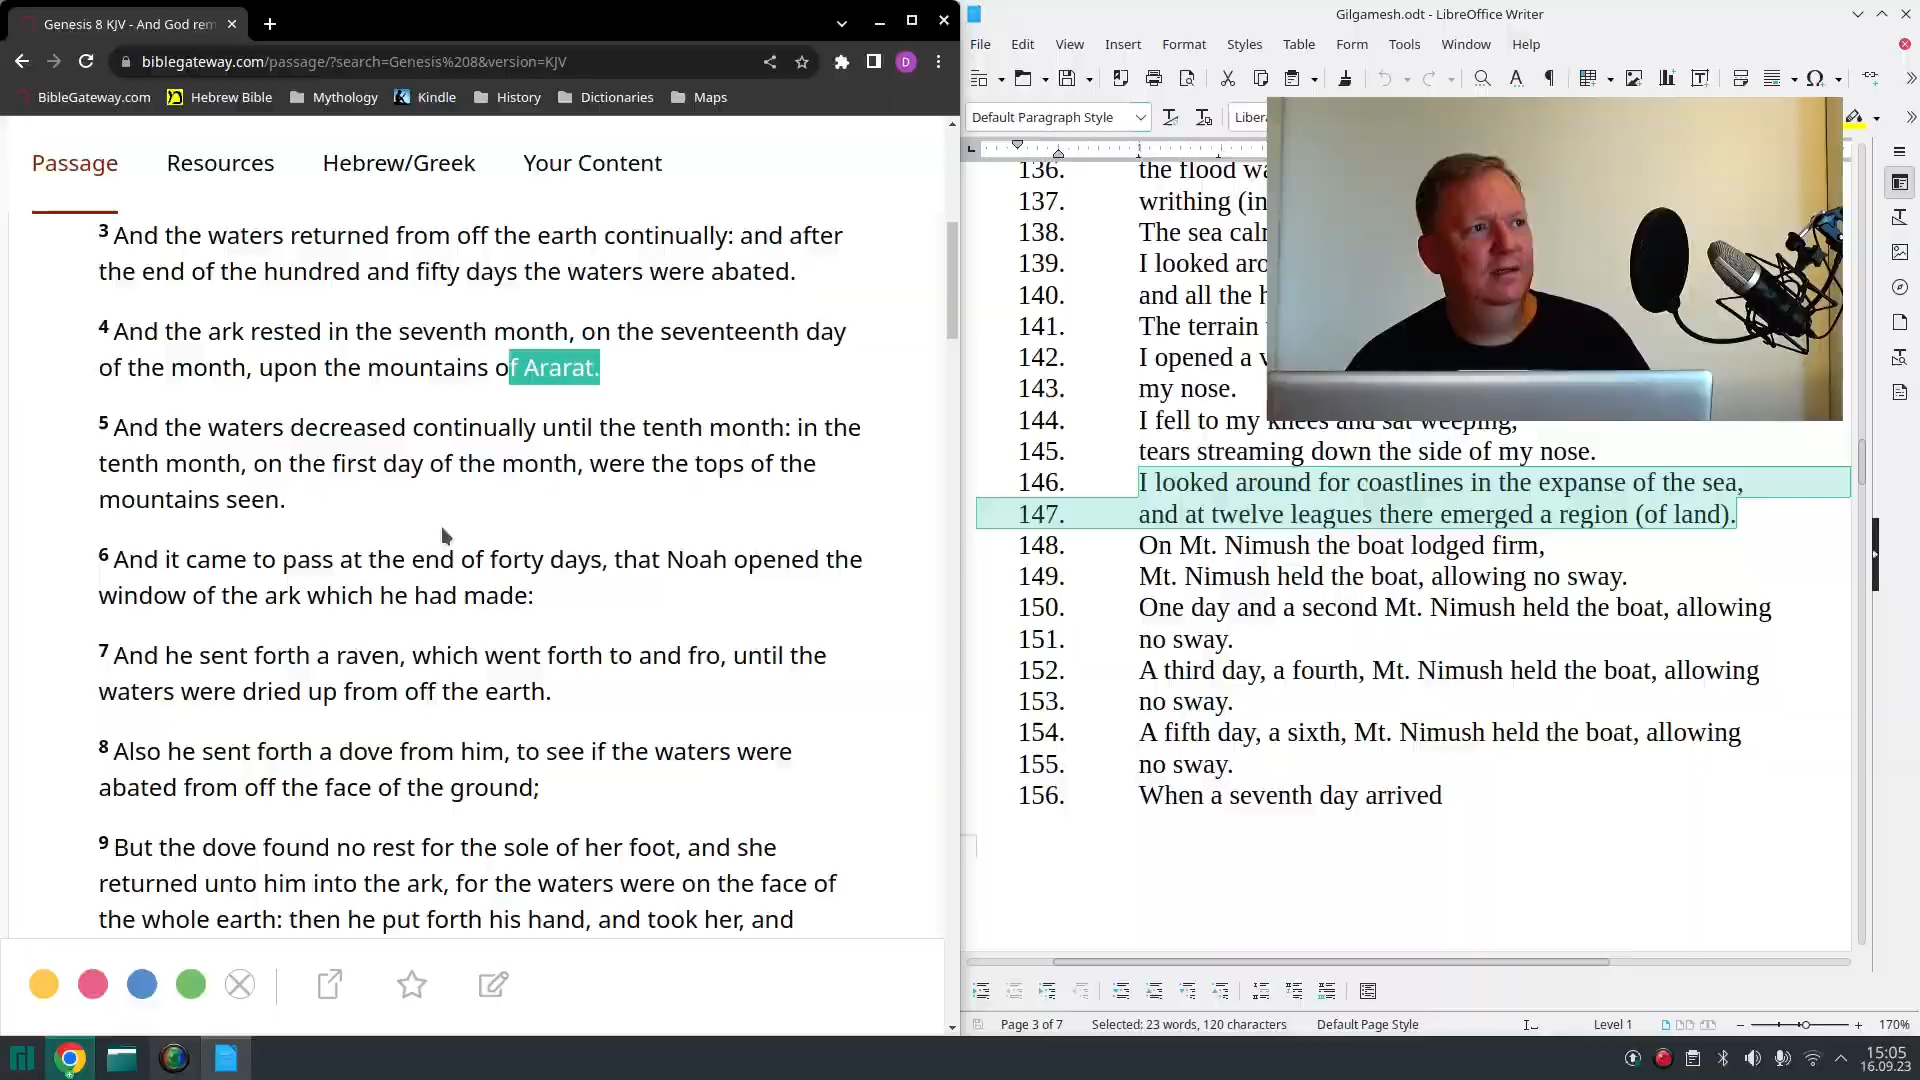 Genesis 8 KJV - And God rem
biblegateway.com/passage/?search=Genesis%208&version=KJV
D
BibleGateway.com
Hebrew Bible
Mythology
Kindle
History
Dictionaries
Maps
Passage
Resources
Hebrew/Greek
Your Content
3 And the waters returned from off the earth continually: and after
the end of the hundred and fifty days the waters were abated.
4 And the ark rested in the seventh month, on the seventeenth day
of the month, upon the mountains of Ararat.
5 And the waters decreased continually until the tenth month: in the
tenth month, on the first day of the month, were the tops of the
mountains seen.
6 And it came to pass at the end of forty days, that Noah opened the
window of the ark which he had made:
7 And he sent forth a raven, which went forth to and fro, until the
waters were dried up from off the earth.
8 Also he sent forth a dove from him, to see if the waters were
abated from off the face of the ground;
9 But the dove found no rest for the sole of her foot, and she
returned unto him into the ark, for the waters were on the face of
the whole earth: then he put forth his hand, and took her, and
Gilgamesh.odt - LibreOffice Writer
File Edit View Insert Format Styles Table Form Tools Window Help
Default Paragraph Style
Libera
136. the flood wa
137. writhing (in
138. The sea caln
139. I looked aro
140. and all the h
141. The terrain
142. I opened a v
143. my nose.
144. I fell to my knees and sat weeping,
145. tears streaming down the side of my nose.
146. I looked around for coastlines in the expanse of the sea,
147. and at twelve leagues there emerged a region (of land).
148. On Mt. Nimush the boat lodged firm,
149. Mt. Nimush held the boat, allowing no sway.
150. One day and a second Mt. Nimush held the boat, allowing
151. no sway.
152. A third day, a fourth, Mt. Nimush held the boat, allowing
153. no sway.
154. A fifth day, a sixth, Mt. Nimush held the boat, allowing
155. no sway.
156. When a seventh day arrived
Page 3 of 7
Selected: 23 words, 120 characters
Default Page Style
Level 1
170%
15:05
16.09.23